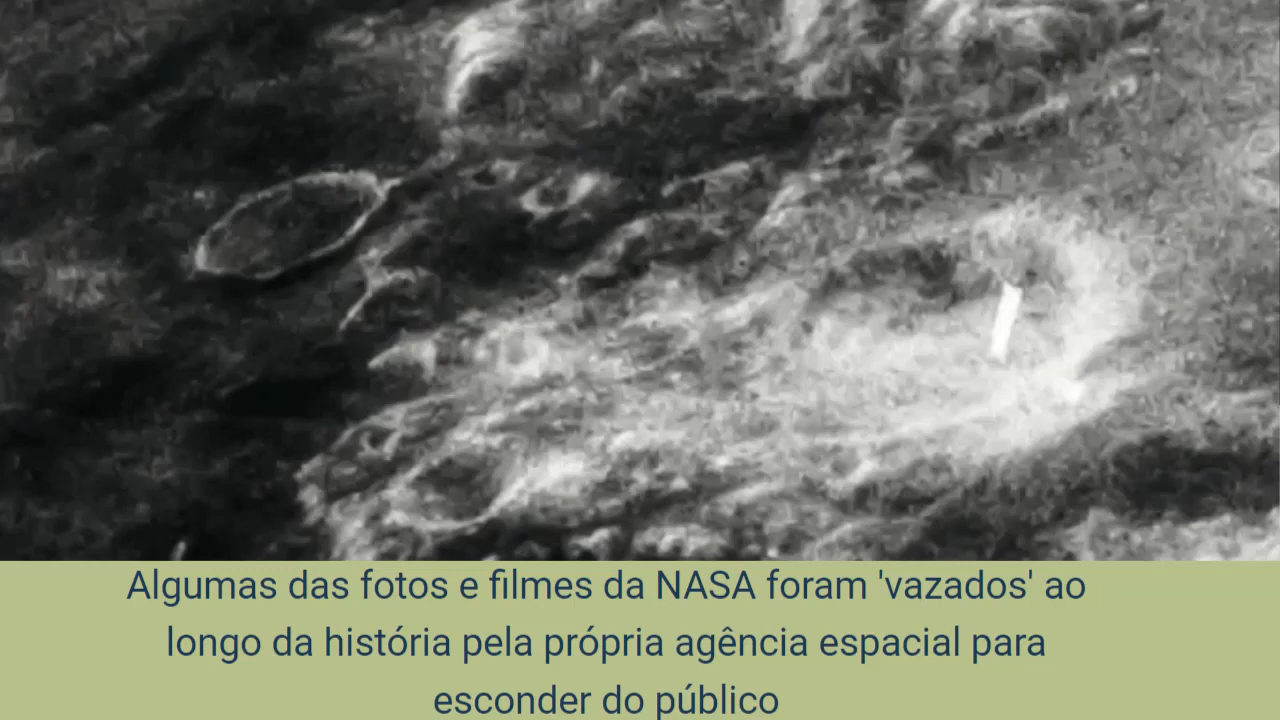 Algumas das fotos e filmes da NASA foram 'vazados' ao
longo da história pela própria agência espacial para
esconder do público